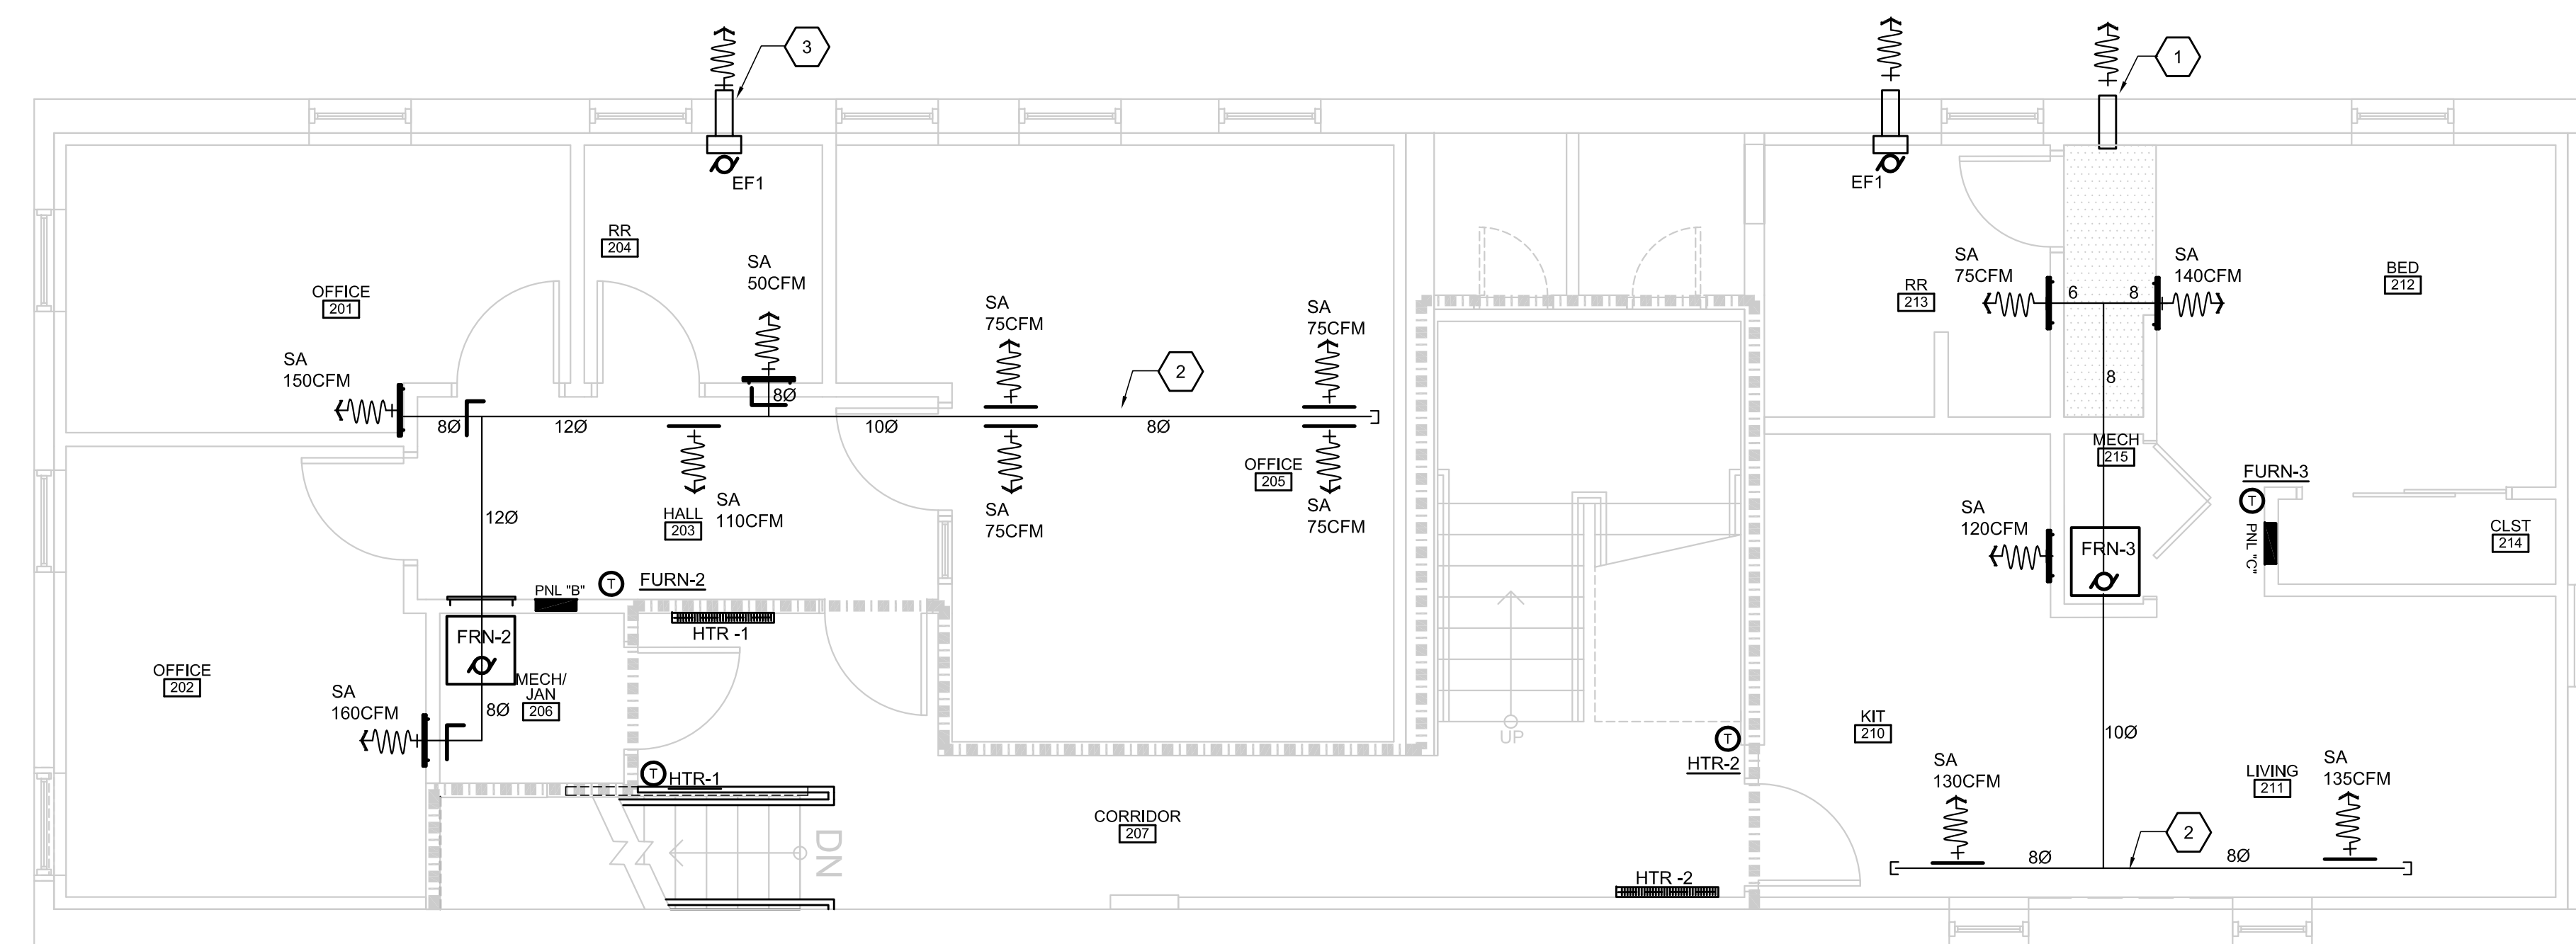 3
1
EF1
EF1
RR
204
SA
50CFM
OFFICE
201
SA
75CFM
SA
75CFM
SA
75CFM
SA
140CFM
BED
212
RR
213
6
8
SA
150CFM
8Ø
2
8
8Ø
12Ø
10Ø
8Ø
MECH
215
OFFICE
205
FURN-3
T
SA
110CFM
HALL
203
SA
75CFM
SA
75CFM
12Ø
SA
120CFM
CLST
214
PNL "C"
FRN-3
PNL "B"
T
FURN-2
HTR -1
FRN-2
OFFICE
202
MECH/
JAN
206
SA
160CFM
8Ø
UP
KIT
210
10Ø
T
HTR-2
T
HTR-1
SA
130CFM
LIVING
211
SA
135CFM
CORRIDOR
207
DN
2
8Ø
8Ø
HTR -2